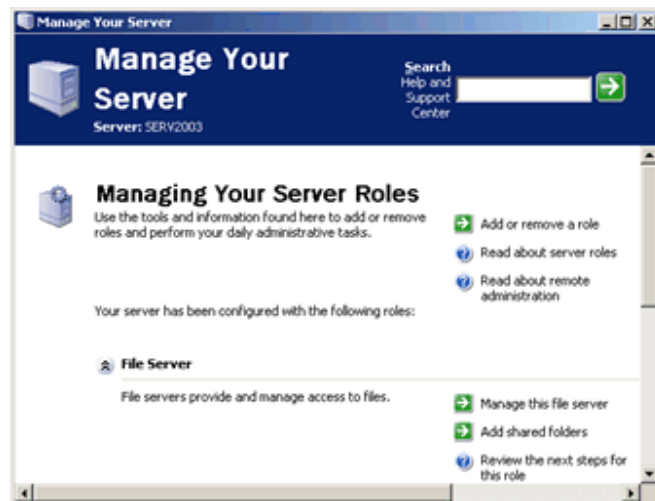 Manage Your Server
Manage Your
Server
Server: SERV2003
Search
Help and
Support
Center
Managing Your Server Roles
Use the tools and information found here to add or remove
roles and perform your daily administrative tasks.
Add or remove a role
Read about server roles
Read about remote
administration
Your server has been configured with the following roles:
File Server
File servers provide and manage access to files.
Manage this file server
Add shared folders
Review the next steps for
this role